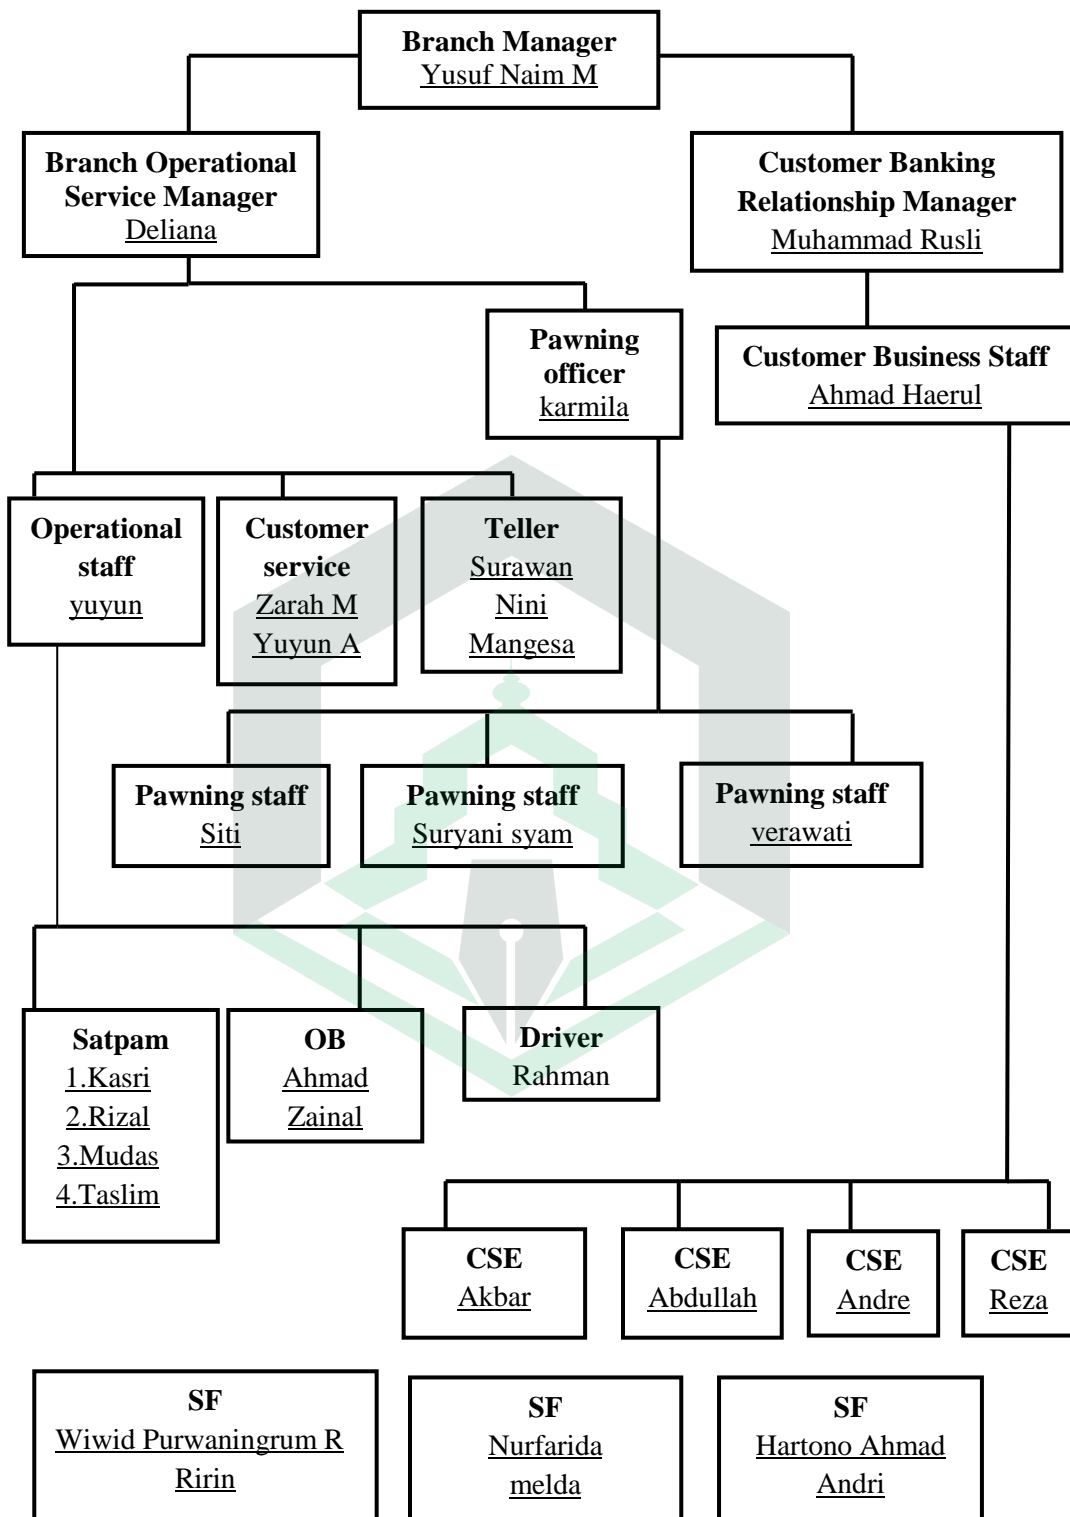 Branch Manager
Yusuf Naim M
Branch Operational
Service Manager
Deliana
Customer Banking
Relationship Manager
Muhammad Rusli
Pawning
officer
karmila
Customer Business Staff
Ahmad Haerul
Operational
staff
yuyun
Customer
service
Zarah M
Yuyun A
Teller
Surawan
Nini
Mangesa
Pawning staff
Siti
Pawning staff
Suryani syam
Pawning staff
verawati
Satpam
1.Kasri
2.Rizal
3.Mudas
4.Taslim
OB
Ahmad
Zainal
Driver
Rahman
CSE
Akbar
CSE
Abdullah
CSE
Andre
CSE
Reza
SF
Wiwid Purwaningrum R
Ririn
SF
Nurfarida
melda
SF
Hartono Ahmad
Andri